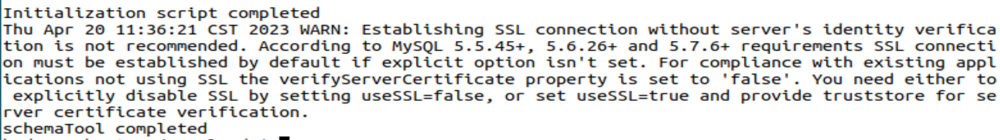 Initialization script completed
Thu Apr 20 11:36:21 CST 2023 WARN: Establishing SSL connection without server's identity verifica
tion is not recommended. According to MySQL 5.5.45+, 5.6.26+ and 5.7.6+ requirements SSL connecti
on must be established by default if explicit option isn't set. For compliance with existing appl
ications not using SSL the verifyServerCertificate property is set to 'false'. You need either to
 explicitly disable SSL by setting useSSL=false, or set useSSL=true and provide truststore for se
rver certificate verification.
schemaTool completed